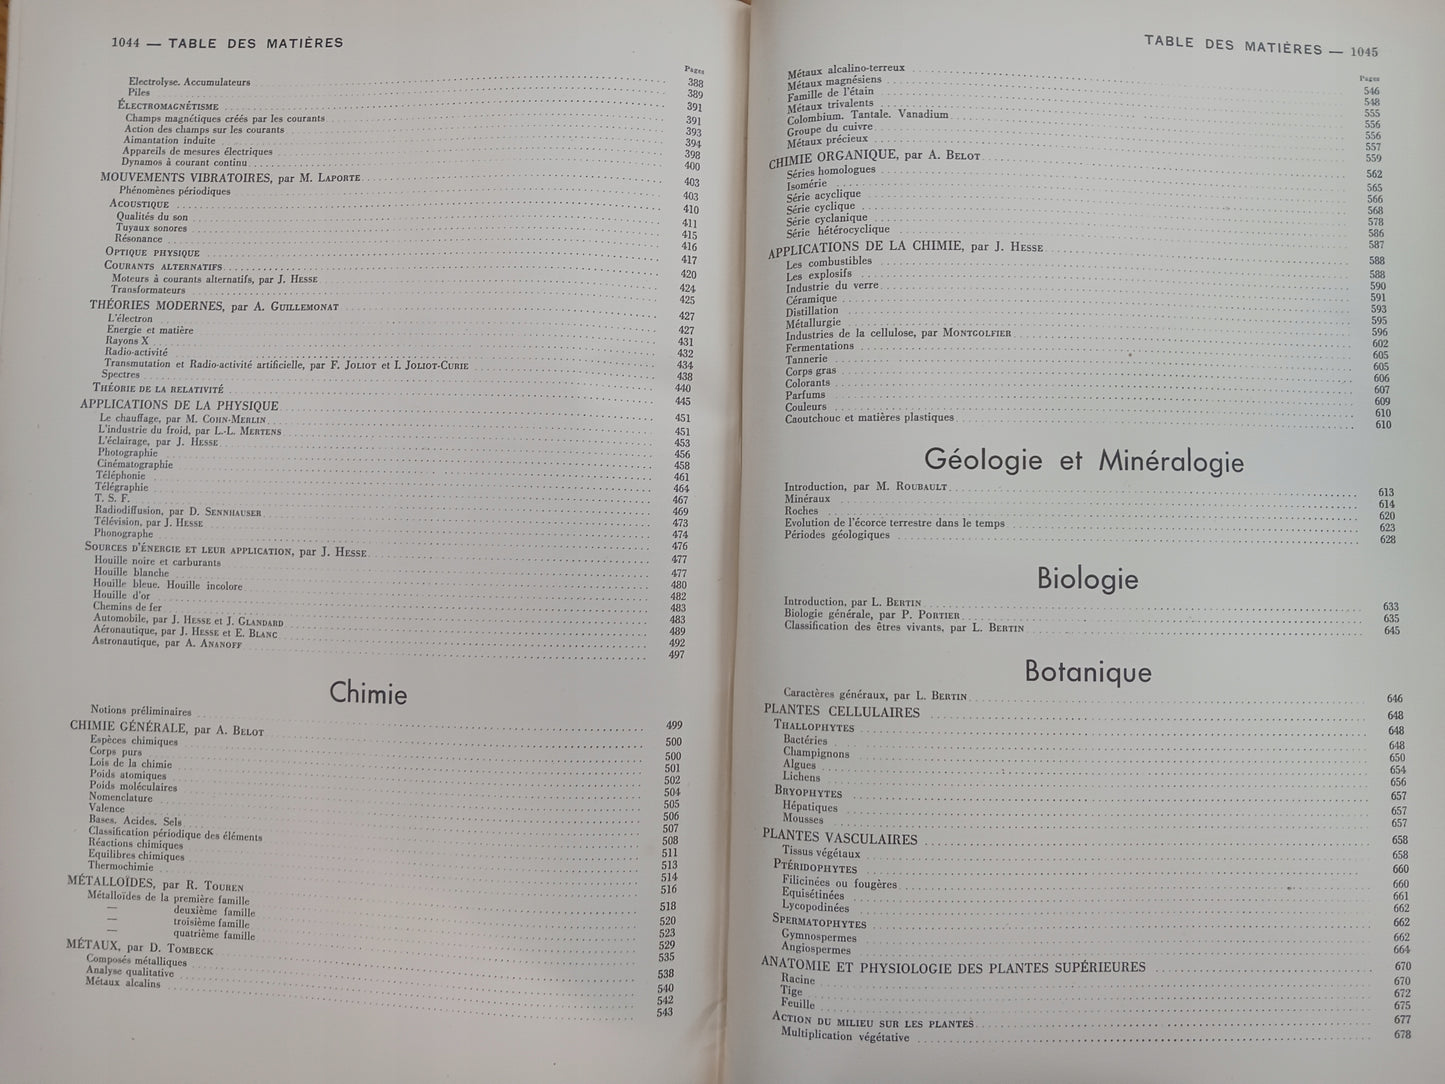 1044 — TABLE DES MATIÈRES
Pages
Electrolyse. Accumulateurs 388
Piles 389
ÉLECTROMAGNÉTISME 391
Champs magnétiques créés par les courants 391
Action des champs sur les courants 393
Aimantation induite 394
Appareils de mesures électriques 398
Dynamos à courant continu 400
MOUVEMENTS VIBRATOIRES, par M. LAPORTE 403
Phénomènes périodiques 403
ACOUSTIQUE 410
Qualités du son 411
Tuyaux sonores 415
Résonance 416
OPTIQUE PHYSIQUE 417
COURANTS ALTERNATIFS 420
Moteurs à courants alternatifs, par J. HESSE 424
Transformateurs 425
THÉORIES MODERNES, par A. GUILLEMONAT 427
L'électron 427
Energie et matière 431
Rayons X 432
Radio-activité 434
Transmutation et Radio-activité artificielle, par F. JOLIOT et I. JOLIOT-CURIE 438
Spectres 440
THÉORIE DE LA RELATIVITÉ 445
APPLICATIONS DE LA PHYSIQUE 451
Le chauffage, par M. COHN-MERLIN 451
L'industrie du froid, par L.-L. MERTENS 453
L'éclairage, par J. HESSE 456
Photographie 458
Cinématographie 461
Téléphonie 464
Télégraphie 467
T. S. F. 469
Radiodiffusion, par D. SENNHAUSER 473
Télévision, par J. HESSE 474
Phonographe 476
SOURCES D'ÉNERGIE ET LEUR APPLICATION, par J. HESSE 477
Houille noire et carburants 477
Houille blanche 480
Houille bleue. Houille incolore 482
Houille d'or 483
Chemins de fer 483
Automobile, par J. HESSE et J. GLANDARD 489
Aéronautique, par J. HESSE et E. BLANC 492
Astronautique, par A. ANANOFF 497
Chimie
Notions préliminaires 499
CHIMIE GÉNÉRALE, par A. BELOT 500
Espèces chimiques 500
Corps purs 501
Lois de la chimie 502
Poids atomiques 504
Poids moléculaires 505
Nomenclature 506
Valence 507
Bases. Acides. Sels 508
Classification périodique des éléments 511
Réactions chimiques 513
Equilibres chimiques 514
Thermochimie 516
MÉTALLOÏDES, par R. TOUREN 518
Métalloïdes de la première famille 520
— deuxième famille 523
— troisième famille 529
— quatrième famille 535
MÉTAUX, par D. TOMBECK 538
Composés métalliques 540
Analyse qualitative 542
Métaux alcalins 543
TABLE DES MATIÈRES — 1045
Pages
Métaux alcalino-terreux 546
Métaux magnésiens 548
Famille de l'étain 555
Métaux trivalents 556
Colombium. Tantale. Vanadium 556
Groupe du cuivre 557
Métaux précieux 559
CHIMIE ORGANIQUE, par A. BELOT 562
Séries homologues 565
Isomérie 566
Série acyclique 568
Série cyclique 578
Série cyclanique 586
Série hétérocyclique 587
APPLICATIONS DE LA CHIMIE, par J. HESSE 588
Les combustibles 588
Les explosifs 590
Industrie du verre 591
Céramique 593
Distillation 595
Métallurgie 596
Industries de la cellulose, par MONTGOLFIER 602
Fermentations 605
Tannerie 605
Corps gras 606
Colorants 607
Parfums 609
Couleurs 610
Caoutchouc et matières plastiques 610
Géologie et Minéralogie
Introduction, par M. ROUBAULT 613
Minéraux 614
Roches 620
Evolution de l'écorce terrestre dans le temps 623
Périodes géologiques 628
Biologie
Introduction, par L. BERTIN 633
Biologie générale, par P. PORTIER 635
Classification des êtres vivants, par L. BERTIN 645
Botanique
Caractères généraux, par L. BERTIN 646
PLANTES CELLULAIRES 648
THALLOPHYTES 648
Bactéries 648
Champignons 650
Algues 654
Lichens 656
BRYOPHYTES 657
Hépatiques 657
Mousses 657
PLANTES VASCULAIRES 658
Tissus végétaux 658
PTÉRIDOPHYTES 660
Filicinées ou fougères 660
Equisétinées 661
Lycopodinées 662
SPERMATOPHYTES 662
Gymnospermes 662
Angiospermes 664
ANATOMIE ET PHYSIOLOGIE DES PLANTES SUPÉRIEURES 670
Racine 670
Tige 672
Feuille 675
ACTION DU MILIEU SUR LES PLANTES 677
Multiplication végétative 678